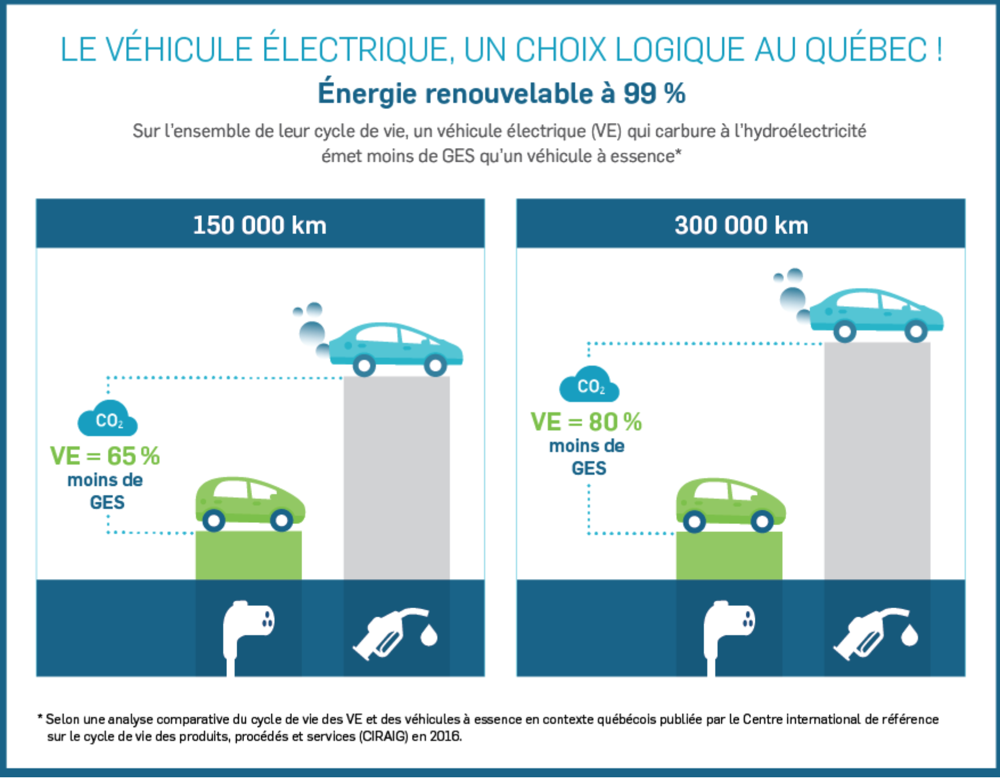 LE VÉHICULE ÉLECTRIQUE, UN CHOIX LOGIQUE AU QUÉBEC !
Énergie renouvelable à 99 %
Sur l'ensemble de leur cycle de vie, un véhicule électrique (VE) qui carbure à l'hydroélectricité
émet moins de GES qu'un véhicule à essence*
150 000 km
CO₂
VE = 65 %
moins de
GES
300 000 km
CO₂
VE = 80 %
moins de
GES
* Selon une analyse comparative du cycle de vie des VE et des véhicules à essence en contexte québécois publiée par le Centre international de référence
sur le cycle de vie des produits, procédés et services (CIRAIG) en 2016.